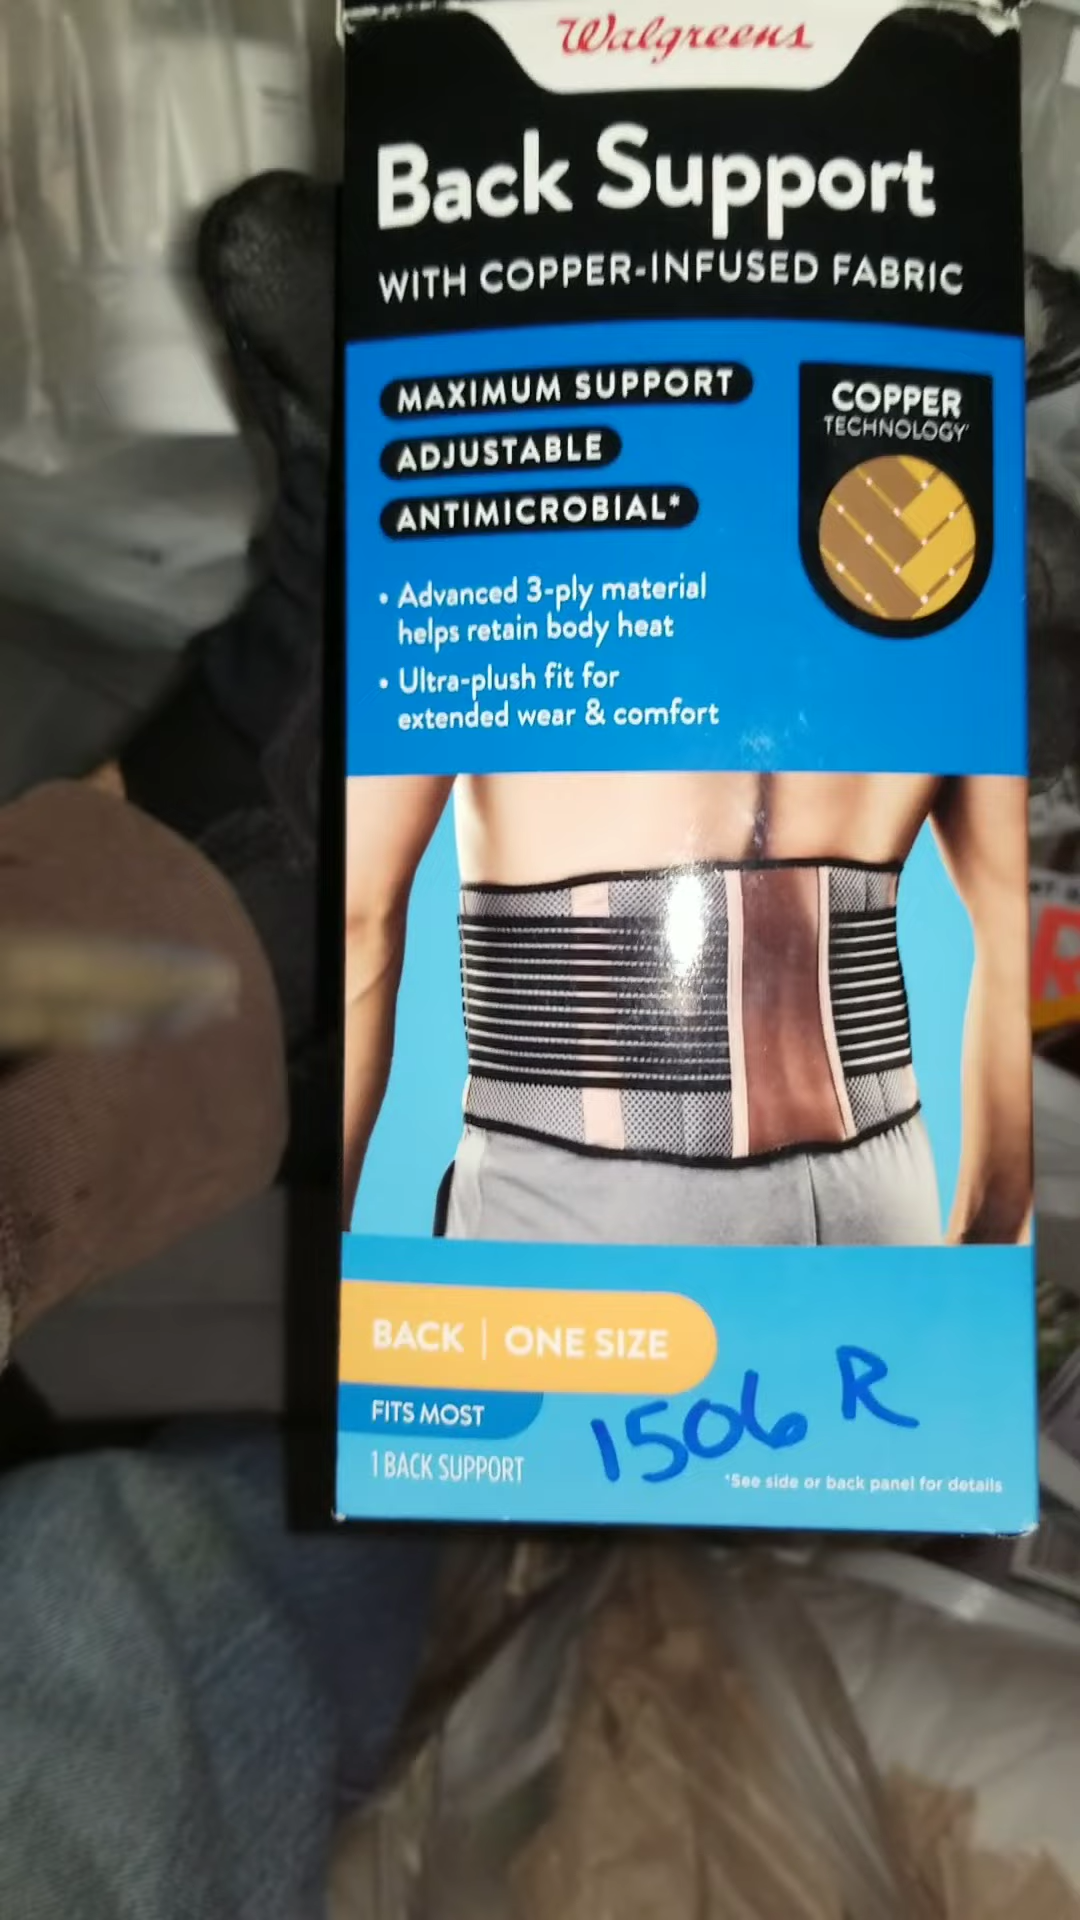 Walgreens
Back Support
WITH COPPER-INFUSED FABRIC
MAXIMUM SUPPORT
ADJUSTABLE
ANTIMICROBIAL*
COPPER
TECHNOLOGY
• Advanced 3-ply material
helps retain body heat
• Ultra-plush fit for
extended wear & comfort
BACK | ONE SIZE
FITS MOST
1 BACK SUPPORT
1506 R
*See side or back panel for details